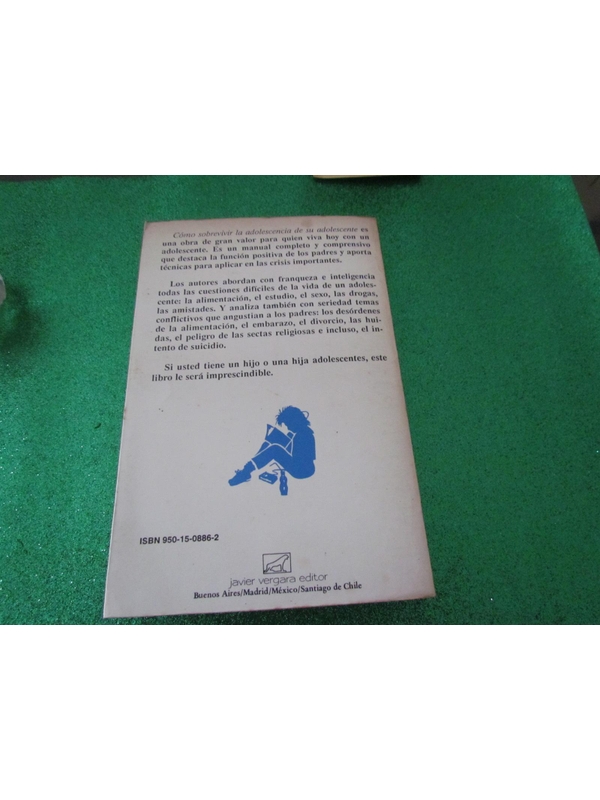 Cómo sobrevivir la adolescencia de su adolescente es
una obra de gran valor para quien viva hoy con un
adolescente. Es un manual completo y comprensivo
que destaca la función positiva de los padres y aporta
técnicas para aplicar en las crisis importantes.
Los autores abordan con franqueza e inteligencia
todas las cuestiones difíciles de la vida de un adoles-
cente: la alimentación, el estudio, el sexo, las drogas,
las amistades. Y analiza también con seriedad temas
conflictivos que angustian a los padres: los desórdenes
de la alimentación, el embarazo, el divorcio, las hui-
das, el peligro de las sectas religiosas e incluso, el in-
tento de suicidio.
Si usted tiene un hijo o una hija adolescentes, este
libro le será imprescindible.
ISBN 950-15-0886-2
javier vergara editor
Buenos Aires/Madrid/México/Santiago de Chile